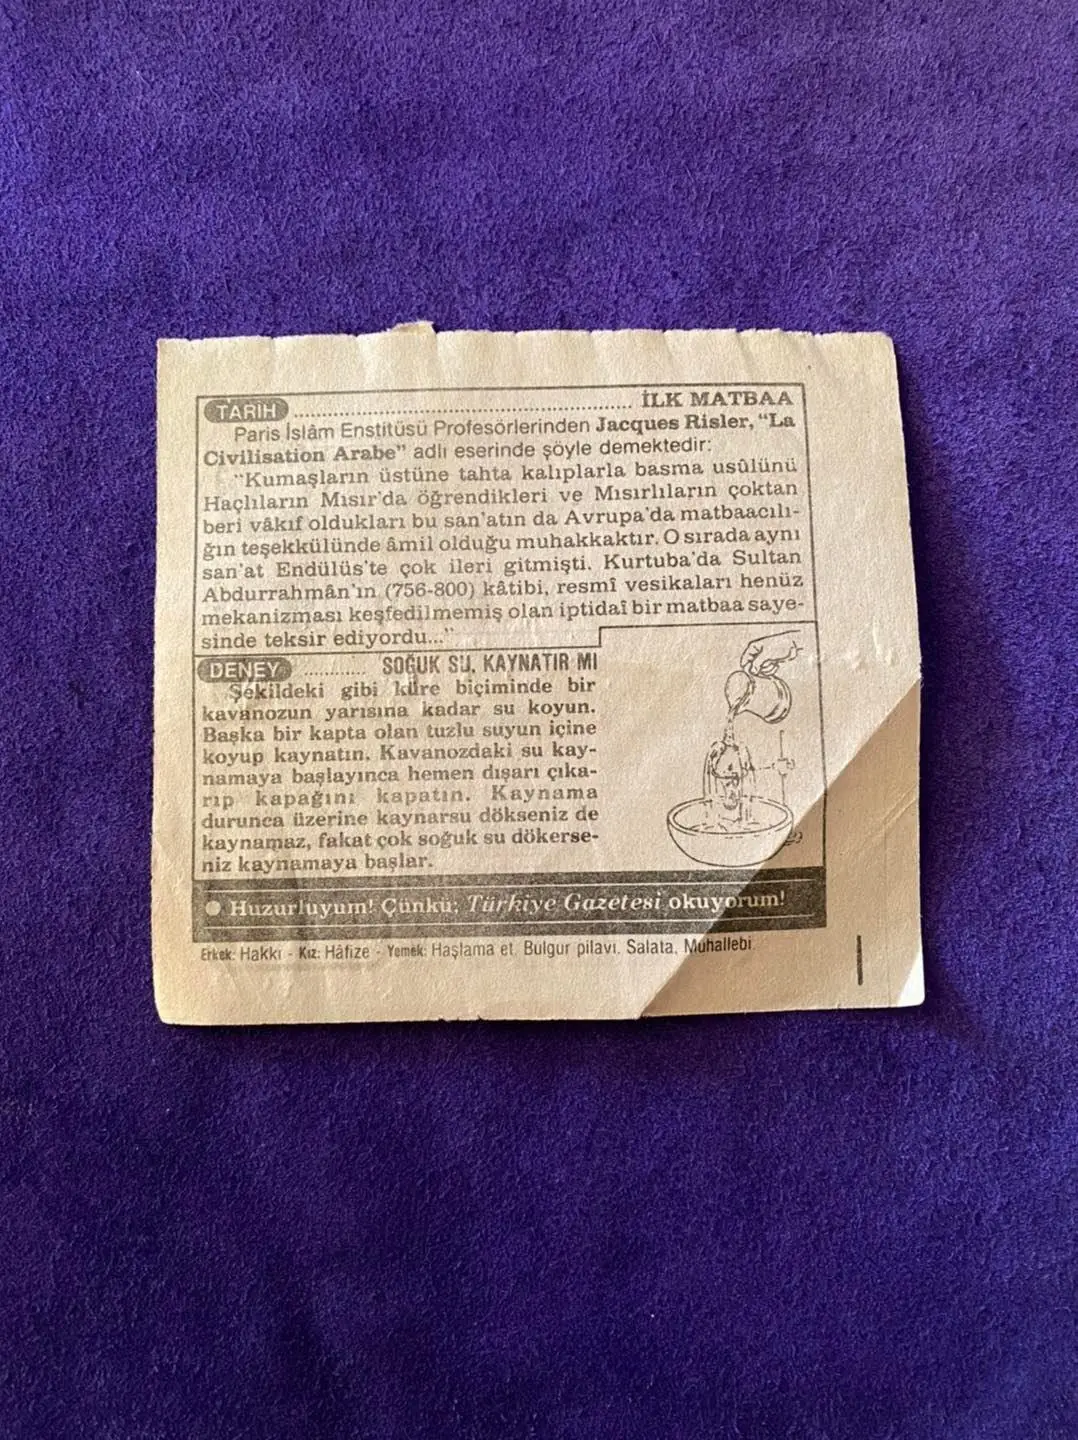 TARİH ........................................ İLK MATBAA
Paris İslâm Enstitüsü Profesörlerinden Jacques Risler, “La
Civilisation Arabe” adlı eserinde şöyle demektedir:
“Kumaşların üstüne tahta kalıplarla basma usûlünü
Haçlıların Mısır'da öğrendikleri ve Mısırlıların çoktan
beri vâkıf oldukları bu san'atın da Avrupa'da matbaacılı-
ğın teşekkülünde âmil olduğu muhakkaktır. O sırada aynı
san'at Endülüs'te çok ileri gitmişti. Kurtuba'da Sultan
Abdurrahmân'ın (756-800) kâtibi, resmî vesikaları henüz
mekanizması keşfedilmemiş olan iptidaî bir matbaa saye-
sinde teksir ediyordu...”
DENEY ............ SOĞUK SU, KAYNATIR MI
Şekildeki gibi küre biçiminde bir
kavanozun yarısına kadar su koyun.
Başka bir kapta olan tuzlu suyun içine
koyup kaynatın. Kavanozdaki su kay-
namaya başlayınca hemen dışarı çıka-
rıp kapağını kapatın. Kaynama
durunca üzerine kaynarsu dökseniz de
kaynamaz, fakat çok soğuk su dökerse-
niz kaynamaya başlar.
● Huzurluyum! Çünkü; Türkiye Gazetesi okuyorum!
Erkek: Hakkı - Kız: Hâfize - Yemek: Haşlama et, Bulgur pilavı, Salata, Muhallebi.